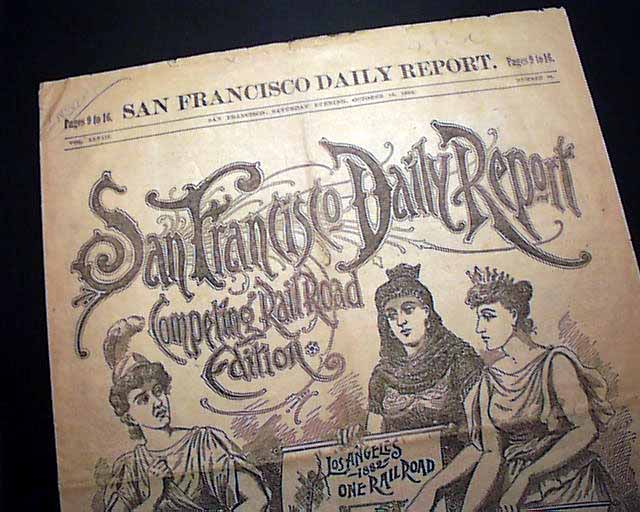 Pages 9 to 16. SAN FRANCISCO DAILY REPORT. Pages 9 to 16.
SAN FRANCISCO, SATURDAY EVENING, OCTOBER
San Francisco Daily Report
Competing Rail Road
Edition
LOS ANGELES
1882
ONE RAIL ROAD